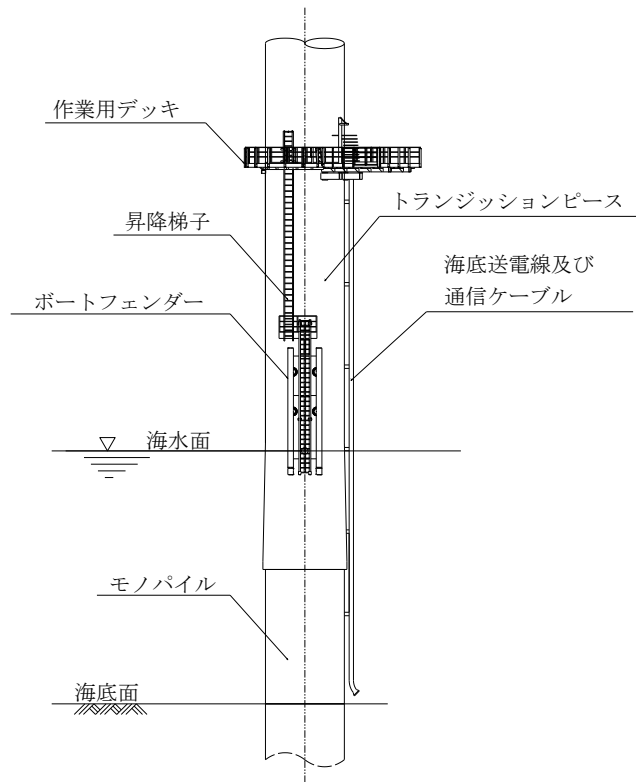 作業用デッキ
トランジッションピース
昇降梯子
海底送電線及び
通信ケーブル
ボートフェンダー
海水面
モノパイル
海底面